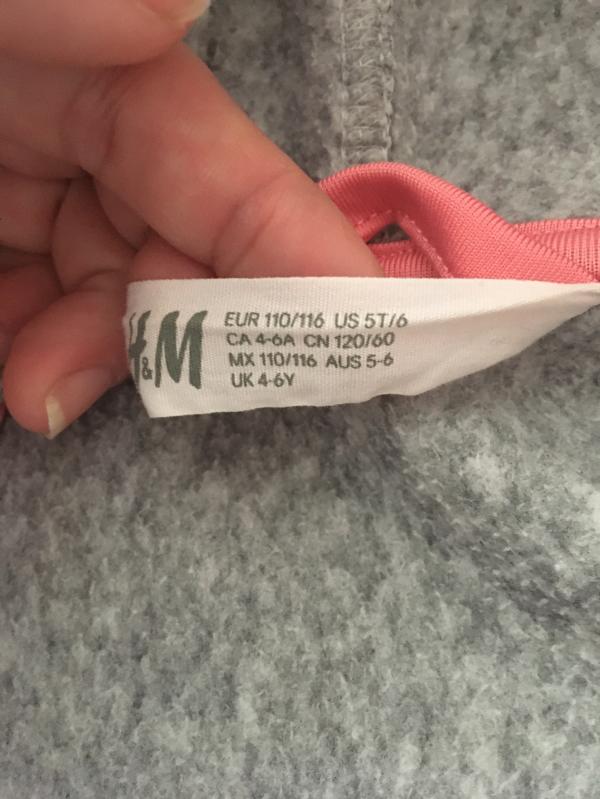 H&M
EUR 110/116 US 5T/6
CA 4-6A CN 120/60
MX 110/116 AUS 5-6
UK 4-6Y